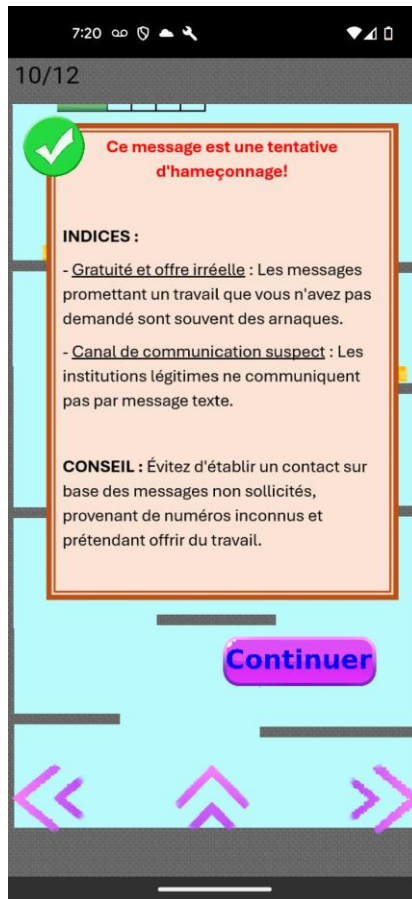 7:20
10/12
Ce message est une tentative
d'hameçonnage!
INDICES :
- Gratuité et offre irréelle : Les messages
promettant un travail que vous n'avez pas
demandé sont souvent des arnaques.
- Canal de communication suspect : Les
institutions légitimes ne communiquent
pas par message texte.
CONSEIL : Évitez d'établir un contact sur
base des messages non sollicités,
provenant de numéros inconnus et
prétendant offrir du travail.
Continuer